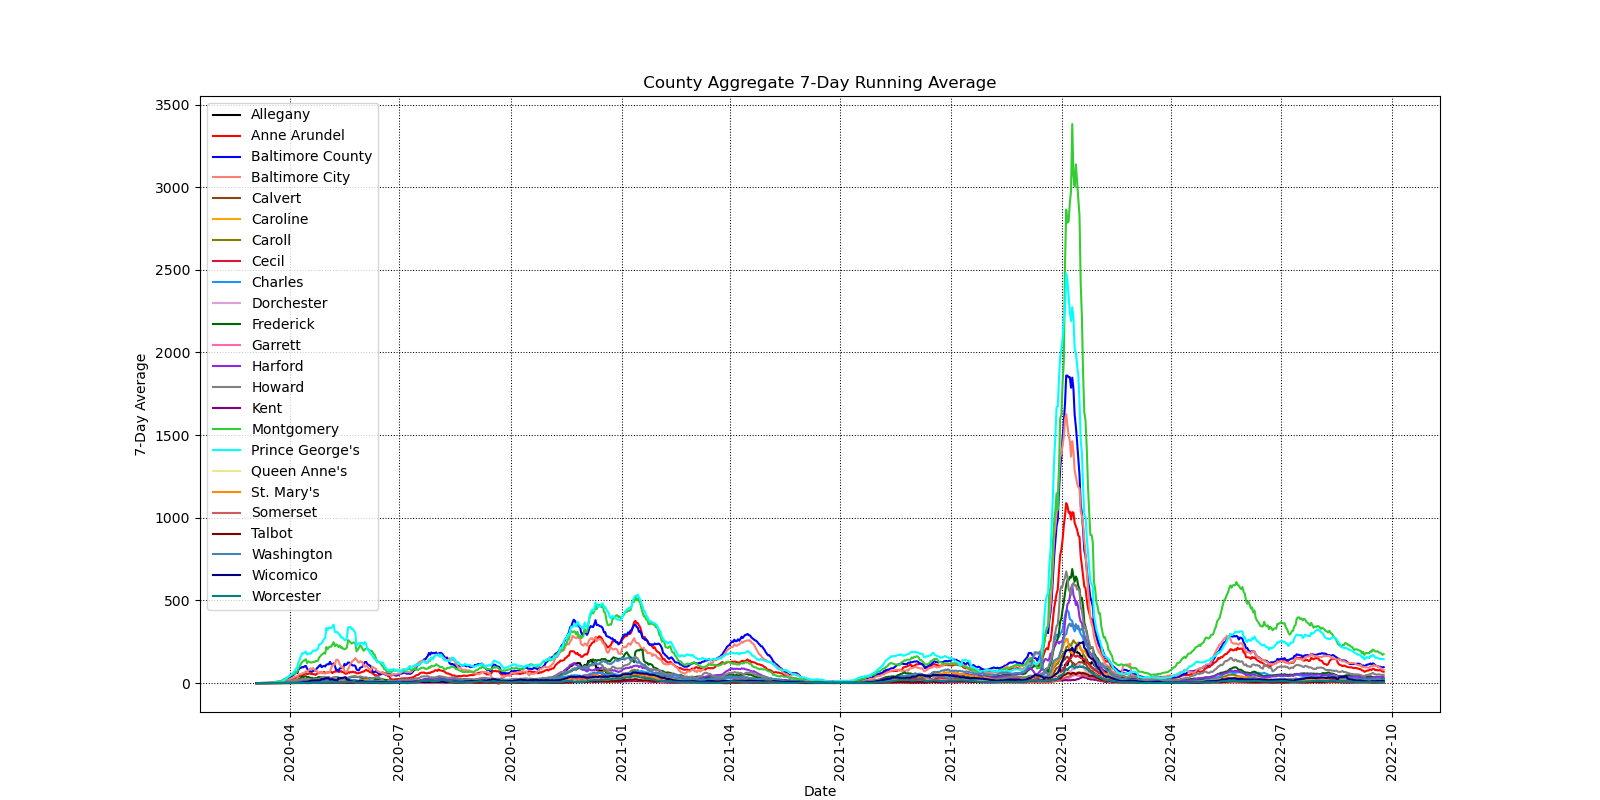 County Aggregate 7-Day Running Average
3500
3000
2500
2000
1500
1000
500
0
7-Day Average
Allegany
Anne Arundel
Baltimore County
Baltimore City
Calvert
Caroline
Caroll
Cecil
Charles
Dorchester
Frederick
Garrett
Harford
Howard
Kent
Montgomery
Prince George's
Queen Anne's
St. Mary's
Somerset
Talbot
Washington
Wicomico
Worcester
2020-04
2020-07
2020-10
2021-01
2021-04
2021-07
2021-10
2022-01
2022-04
2022-07
2022-10
Date